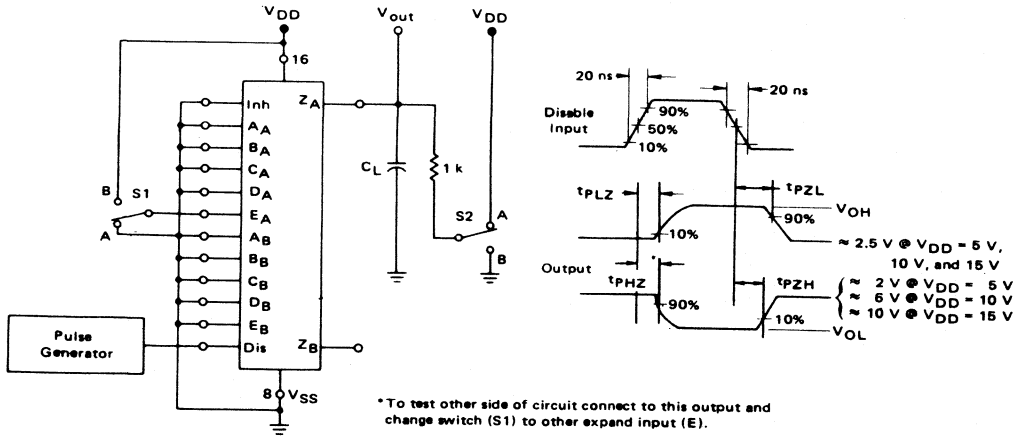 VDD
Vout
VDD
16
Inh
ZA
AA
BA
CA
DA
EA
AB
BB
CB
DB
EB
Dis
ZB
B
S1
A
CL
1 k
S2
A
B
Pulse
Generator
8
VSS
20 ns
20 ns
Disable
Input
90%
50%
10%
tPLZ
tPZL
VOH
90%
10%
≈ 2.5 V @ VDD = 5 V,
10 V, and 15 V
Output
*
tPHZ
tPZH
90%
10%
VOL
≈ 2 V @ VDD = 5 V
≈ 6 V @ VDD = 10 V
≈ 10 V @ VDD = 15 V
*To test other side of circuit connect to this output and
change switch (S1) to other expand input (E).